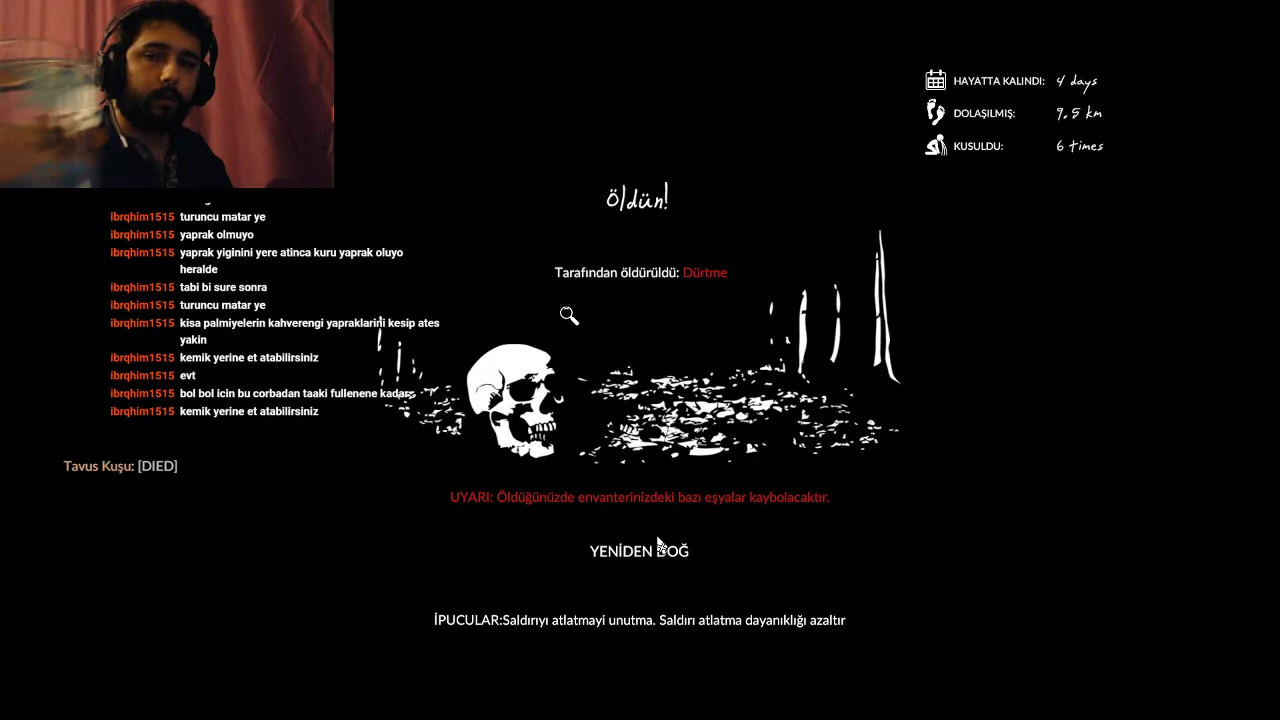 HAYATTA KALINDI: 4 days
DOLAŞILMIŞ: 9.5 km
KUSULDU: 6 times
Öldün!
ibrqhim1515 turuncu matar ye
ibrqhim1515 yaprak olmuyo
ibrqhim1515 yaprak yiginini yere atinca kuru yaprak oluyo
heralde
ibrqhim1515 tabi bi sure sonra
ibrqhim1515 turuncu matar ye
ibrqhim1515 kisa palmiyelerin kahverengi yapraklarini kesip ates
yakin
ibrqhim1515 kemik yerine et atabilirsiniz
ibrqhim1515 evt
ibrqhim1515 bol bol icin bu corbadan taaki fullenene kadars
ibrqhim1515 kemik yerine et atabilirsiniz
Tarafından öldürüldü: Dürtme
Tavus Kuşu: [DIED]
UYARI: Öldüğünüzde envanterinizdeki bazı eşyalar kaybolacaktır.
YENİDEN DOĞ
İPUCULAR:Saldırıyı atlatmayi unutma. Saldırı atlatma dayanıklığı azaltır